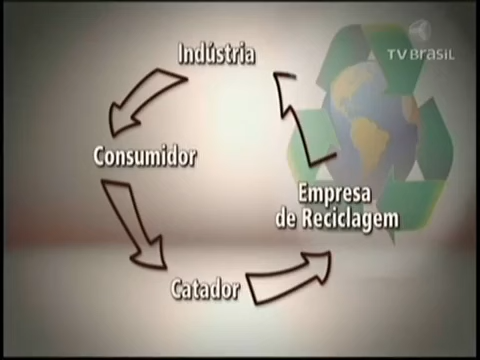 Indústria
TV BRASIL
Consumidor
Empresa
de Reciclagem
Catador